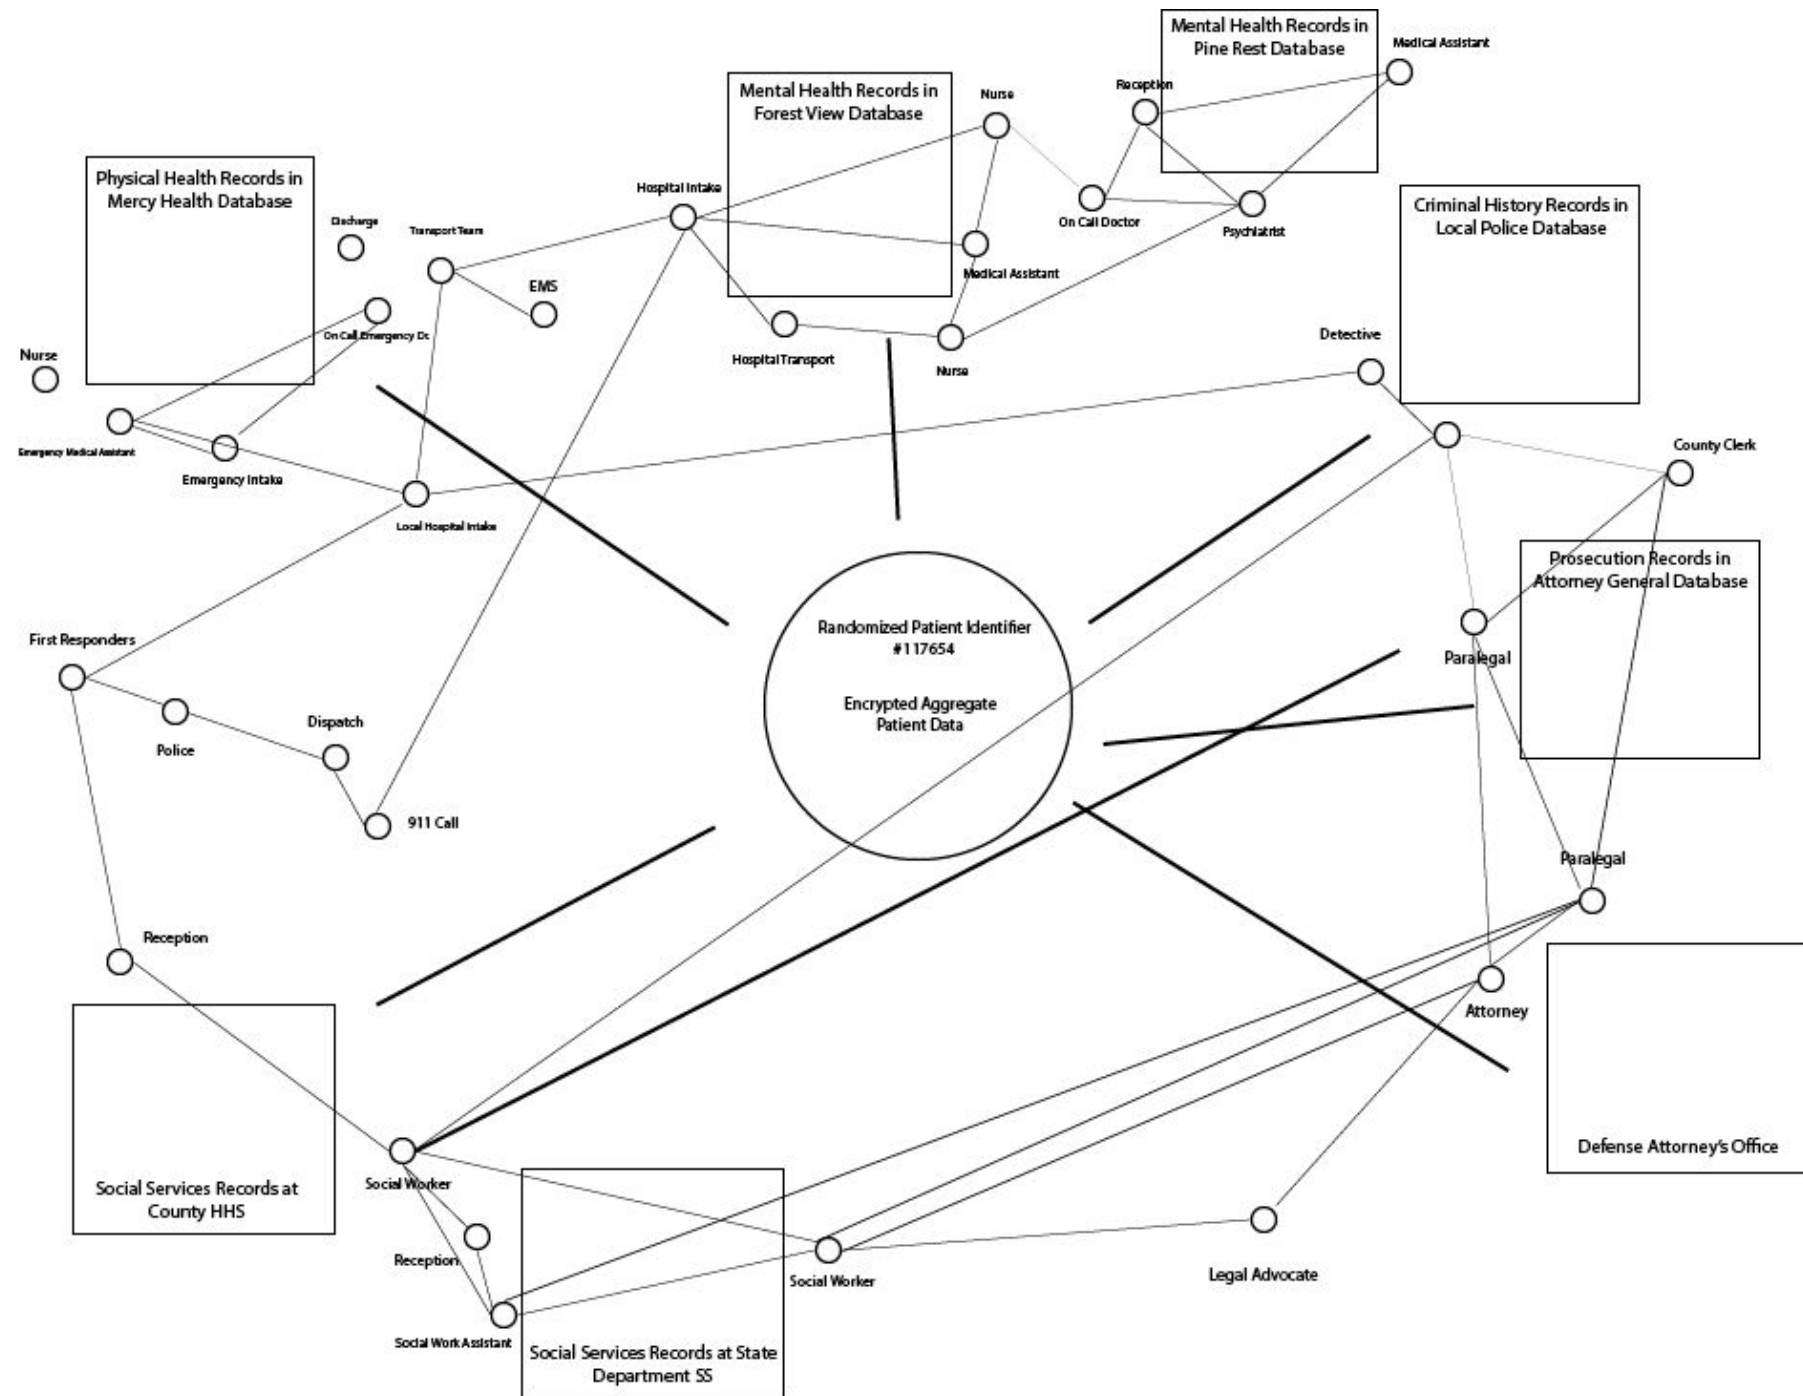 Mental Health Records in
Pine Rest Database
Medical Assistant
Mental Health Records in
Forest View Database
Nurse
Reception
Physical Health Records in
Mercy Health Database
Hospital Intake
Discharge
Transport Team
On Call Doctor
Psychiatrist
Criminal History Records in
Local Police Database
Medical Assistant
EMS
On Call Emergency Dr.
Nurse
Hospital Transport
Nurse
Detective
Emergency Medical Assistant
Emergency Intake
County Clerk
Local Hospital Intake
Prosecution Records in
Attorney General Database
First Responders
Randomized Patient Identifier
#117654
Encrypted Aggregate
Patient Data
Paralegal
Police
Dispatch
911 Call
Paralegal
Reception
Attorney
Defense Attorney's Office
Social Services Records at
County HHS
Social Worker
Reception
Social Worker
Legal Advocate
Social Work Assistant
Social Services Records at State
Department SS